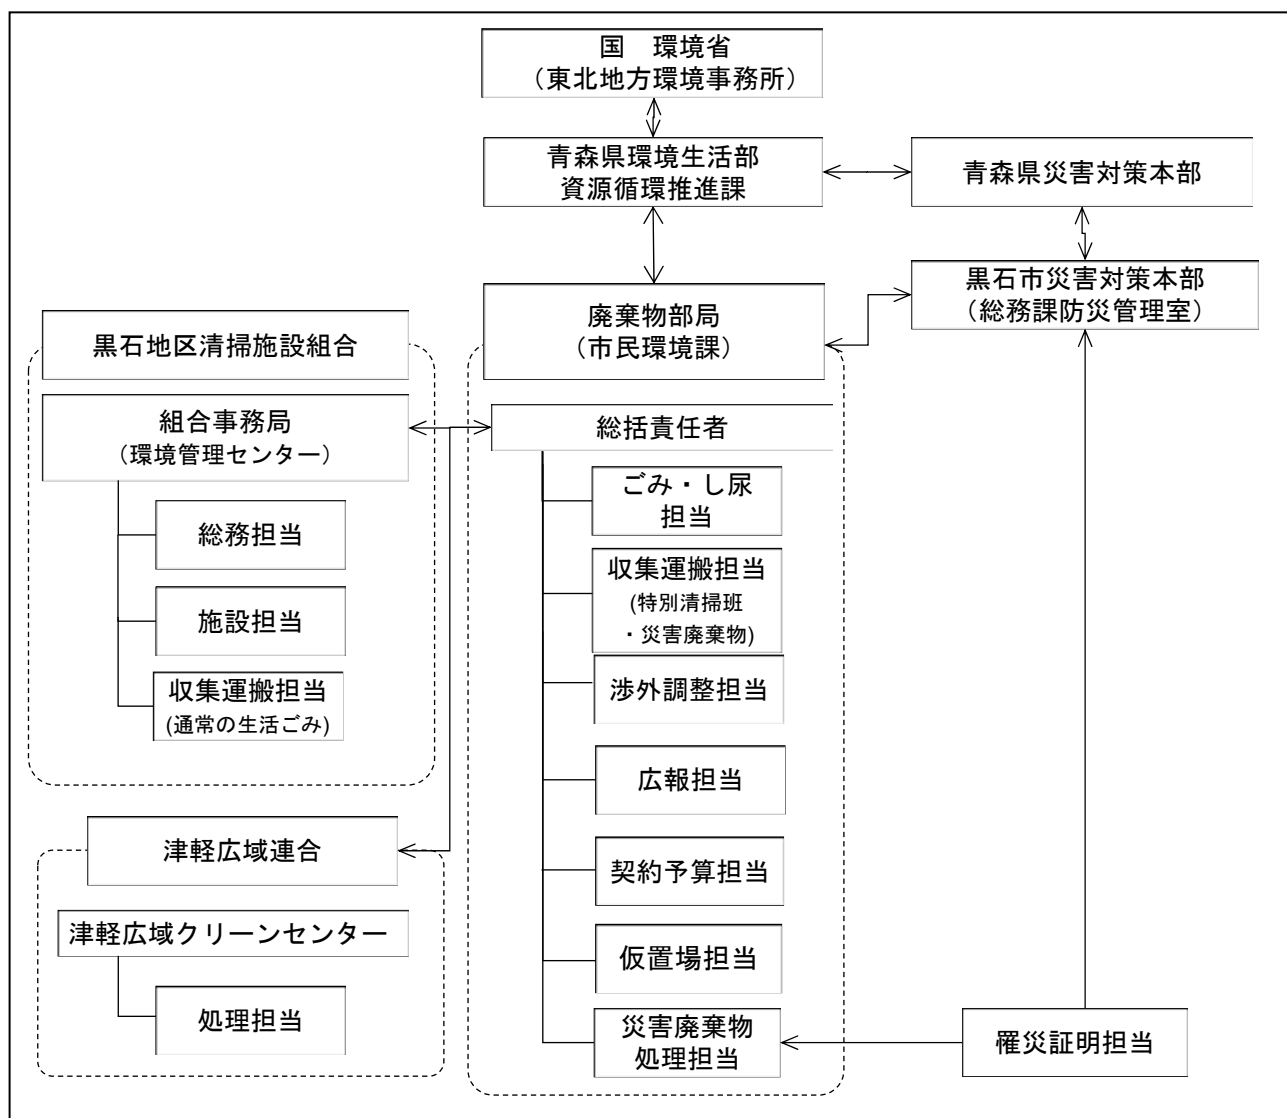 国　環境省
（東北地方環境事務所）
青森県環境生活部
資源循環推進課
青森県災害対策本部
黒石市災害対策本部
（総務課防災管理室）
廃棄物部局
（市民環境課）
黒石地区清掃施設組合
組合事務局
（環境管理センター）
総務担当
施設担当
収集運搬担当
(通常の生活ごみ)
津軽広域連合
津軽広域クリーンセンター
処理担当
総括責任者
ごみ・し尿
担当
収集運搬担当
(特別清掃班
・災害廃棄物)
渉外調整担当
広報担当
契約予算担当
仮置場担当
災害廃棄物
処理担当
罹災証明担当